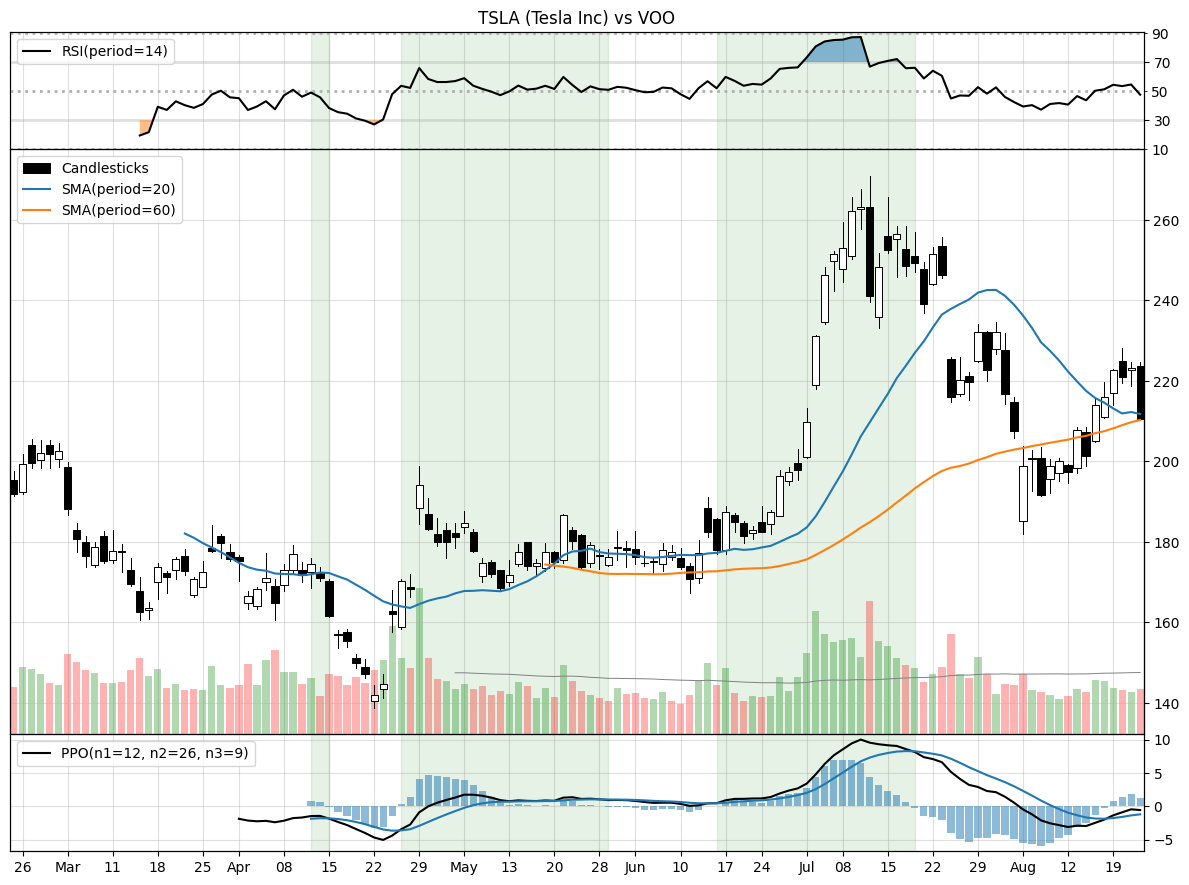 TSLA (Tesla Inc) vs VOO
RSI(period=14)
90
70
50
30
10
Candlesticks
SMA(period=20)
SMA(period=60)
260
240
220
200
180
160
140
PPO(n1=12, n2=26, n3=9)
10
5
0
−5
26 Mar 11 18 25 Apr 08 15 22 29 May 13 20 28 Jun 10 17 24 Jul 08 15 22 29 Aug 12 19